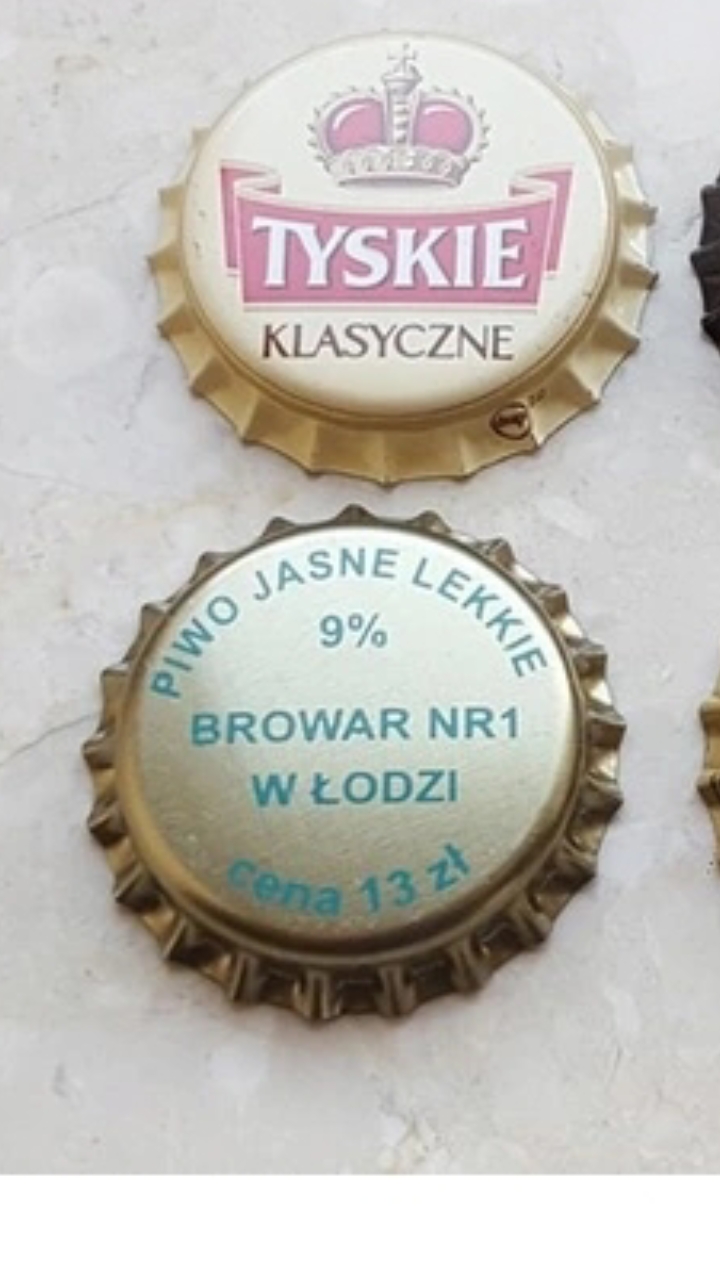 TYSKIE
KLASYCZNE
PIWO JASNE LEKKIE
9%
BROWAR NR1
W ŁODZI
cena 13 zł